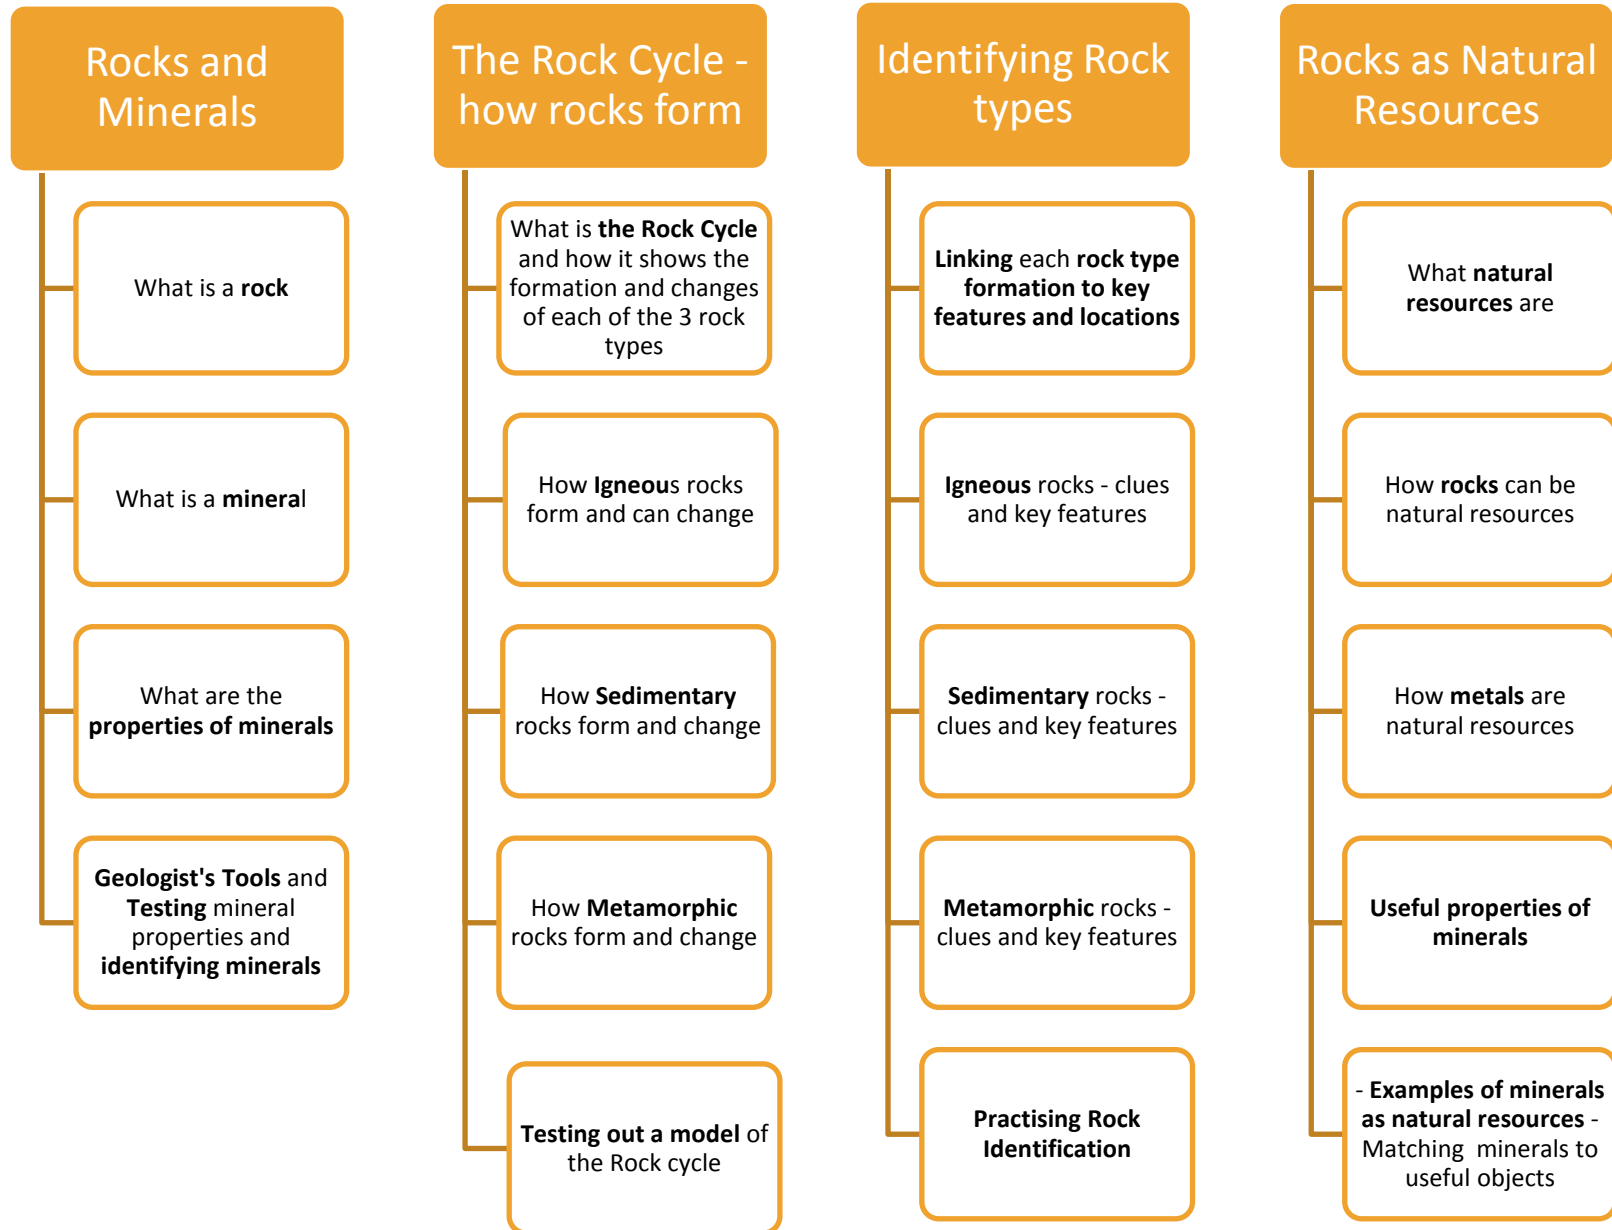 Rocks and
Minerals
What is a rock
What is a mineral
What are the
properties of minerals
Geologist's Tools and
Testing mineral
properties and
identifying minerals
The Rock Cycle -
how rocks form
What is the Rock Cycle
and how it shows the
formation and changes
of each of the 3 rock
types
How Igneous rocks
form and can change
How Sedimentary
rocks form and change
How Metamorphic
rocks form and change
Testing out a model of
the Rock cycle
Identifying Rock
types
Linking each rock type
formation to key
features and locations
Igneous rocks - clues
and key features
Sedimentary rocks -
clues and key features
Metamorphic rocks -
clues and key features
Practising Rock
Identification
Rocks as Natural
Resources
What natural
resources are
How rocks can be
natural resources
How metals are
natural resources
Useful properties of
minerals
- Examples of minerals
as natural resources -
Matching minerals to
useful objects